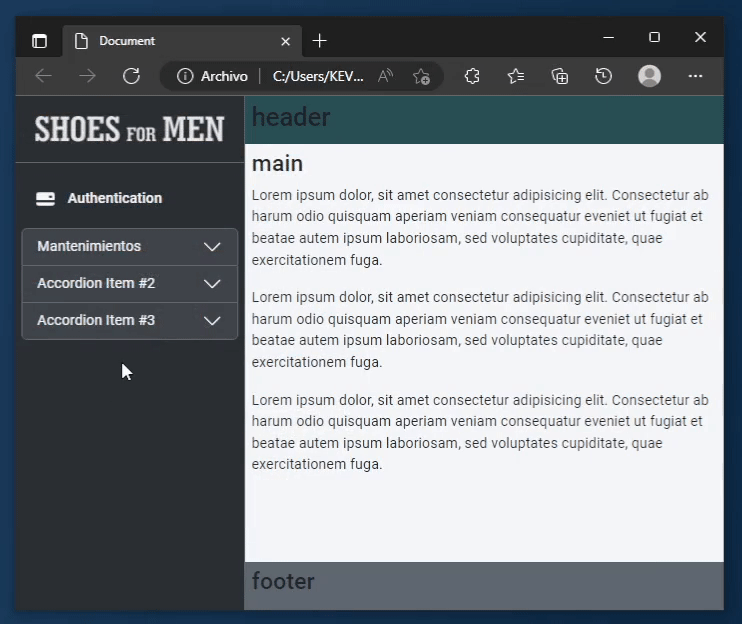 Document
Archivo
C:/Users/KEV...
SHOES FOR MEN
Authentication
Mantenimientos
Accordion Item #2
Accordion Item #3
header
main
Lorem ipsum dolor, sit amet consectetur adipisicing elit. Consectetur ab
harum odio quisquam aperiam veniam consequatur eveniet ut fugiat et
beatae autem ipsum laboriosam, sed voluptates cupiditate, quae
exercitationem fuga.
Lorem ipsum dolor, sit amet consectetur adipisicing elit. Consectetur ab
harum odio quisquam aperiam veniam consequatur eveniet ut fugiat et
beatae autem ipsum laboriosam, sed voluptates cupiditate, quae
exercitationem fuga.
Lorem ipsum dolor, sit amet consectetur adipisicing elit. Consectetur ab
harum odio quisquam aperiam veniam consequatur eveniet ut fugiat et
beatae autem ipsum laboriosam, sed voluptates cupiditate, quae
exercitationem fuga.
footer